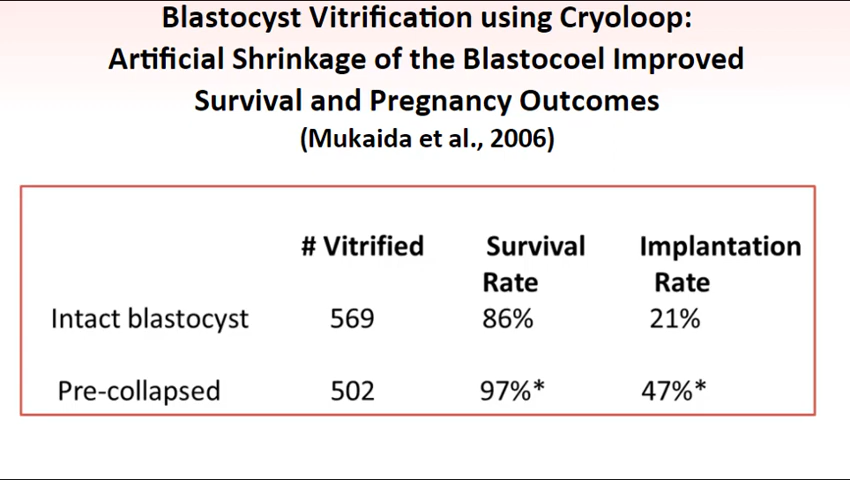 Blastocyst Vitrification using Cryoloop:
Artificial Shrinkage of the Blastocoel Improved
Survival and Pregnancy Outcomes
(Mukaida et al., 2006)
# Vitrified Survival Rate Implantation Rate
Intact blastocyst 569 86% 21%
Pre-collapsed 502 97%* 47%*